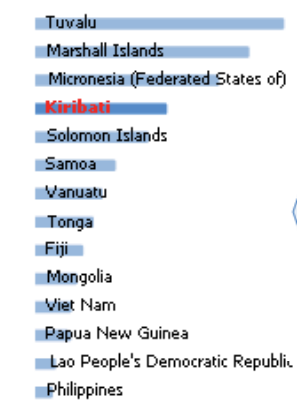 Tuvalu
Marshall Islands
Micronesia (Federated States of)
Kiribati
Solomon Islands
Samoa
Vanuatu
Tonga
Fiji
Mongolia
Viet Nam
Papua New Guinea
Lao People's Democratic Republic
Philippines